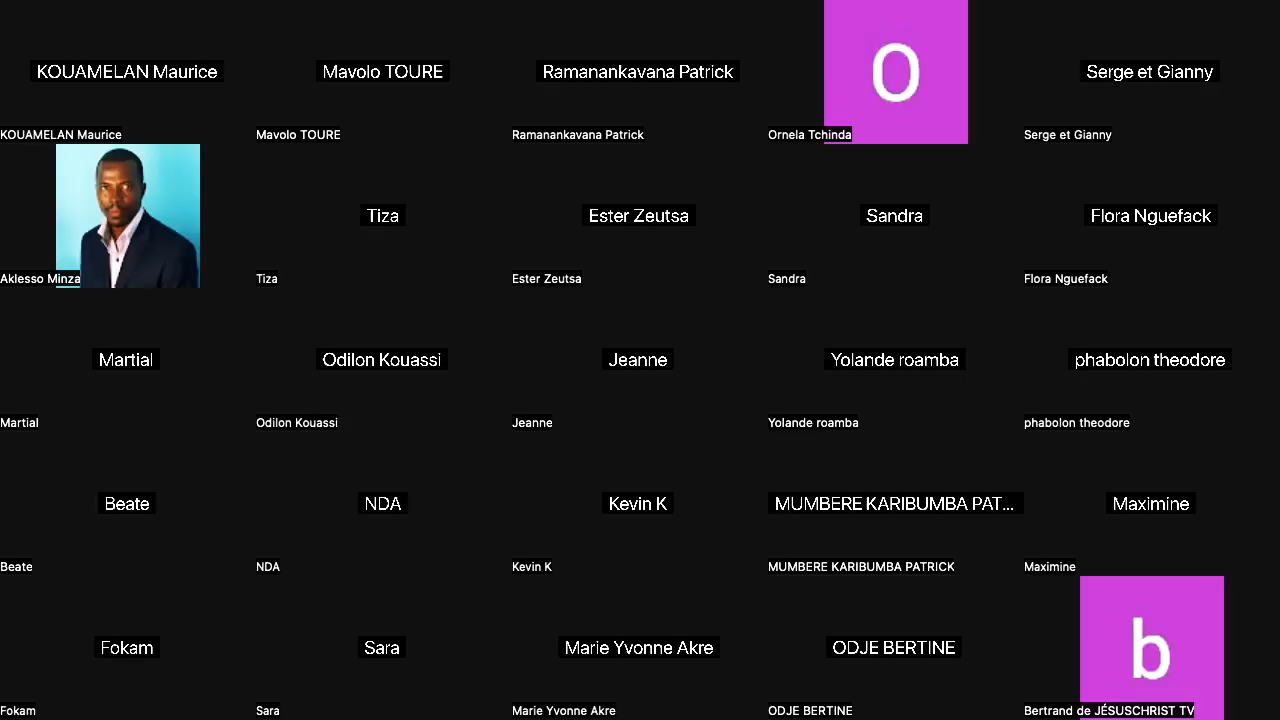 KOUAMELAN Maurice
Mavolo TOURE
Ramanankavana Patrick
O
Serge et Gianny
KOUAMELAN Maurice
Mavolo TOURE
Ramanankavana Patrick
Ornela Tchinda
Serge et Gianny
Tiza
Ester Zeutsa
Sandra
Flora Nguefack
Aklesso Minza
Tiza
Ester Zeutsa
Sandra
Flora Nguefack
Martial
Odilon Kouassi
Jeanne
Yolande roamba
phabolon theodore
Martial
Odilon Kouassi
Jeanne
Yolande roamba
phabolon theodore
Beate
NDA
Kevin K
MUMBERE KARIBUMBA PAT...
Maximine
Beate
NDA
Kevin K
MUMBERE KARIBUMBA PATRICK
Maximine
Fokam
Sara
Marie Yvonne Akre
ODJE BERTINE
b
Fokam
Sara
Marie Yvonne Akre
ODJE BERTINE
Bertrand de JÉSUSCHRIST TV